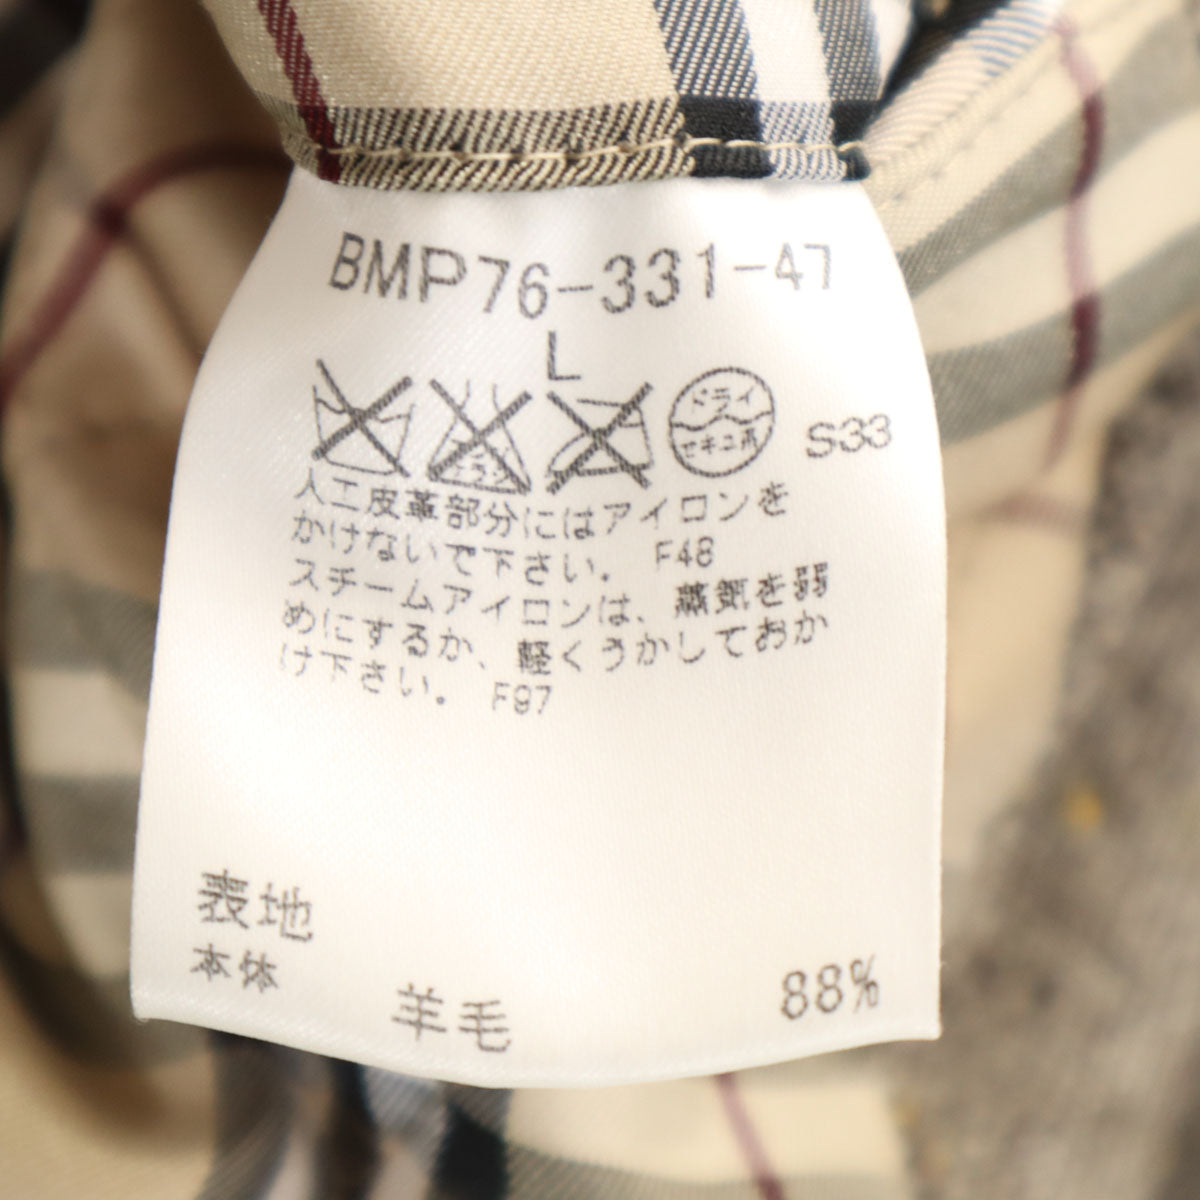 BMP76-331-47
L
ドライ
ドライ
セキユ系
S33
人工皮革部分にはアイロンを
かけないで下さい。 F48
スチームアイロンは、蒸気を弱
めにするか、軽くうかしておか
け下さい。 F97
表地
本体
羊毛 88%